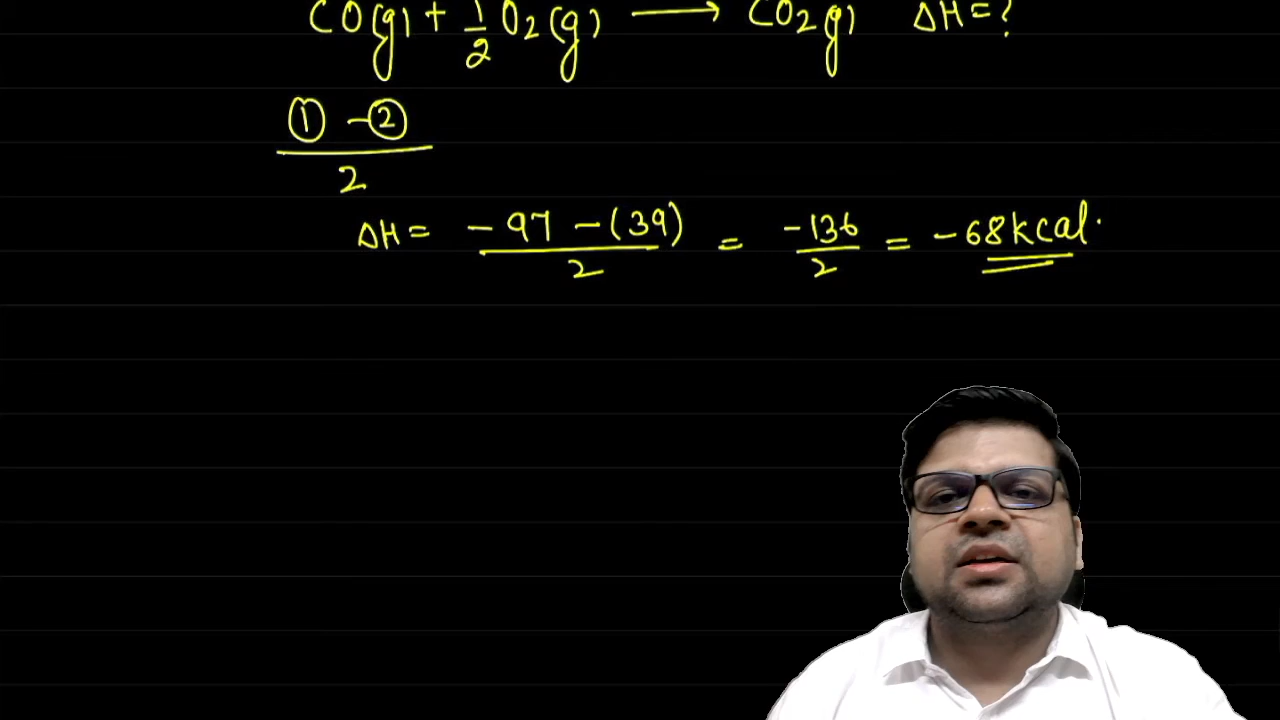 CO(g) + 1/2 O2(g) → CO2(g) ΔH = ?
(① - ②) / 2
ΔH = (-97 - (39)) / 2 = -136 / 2 = -68 kcal.